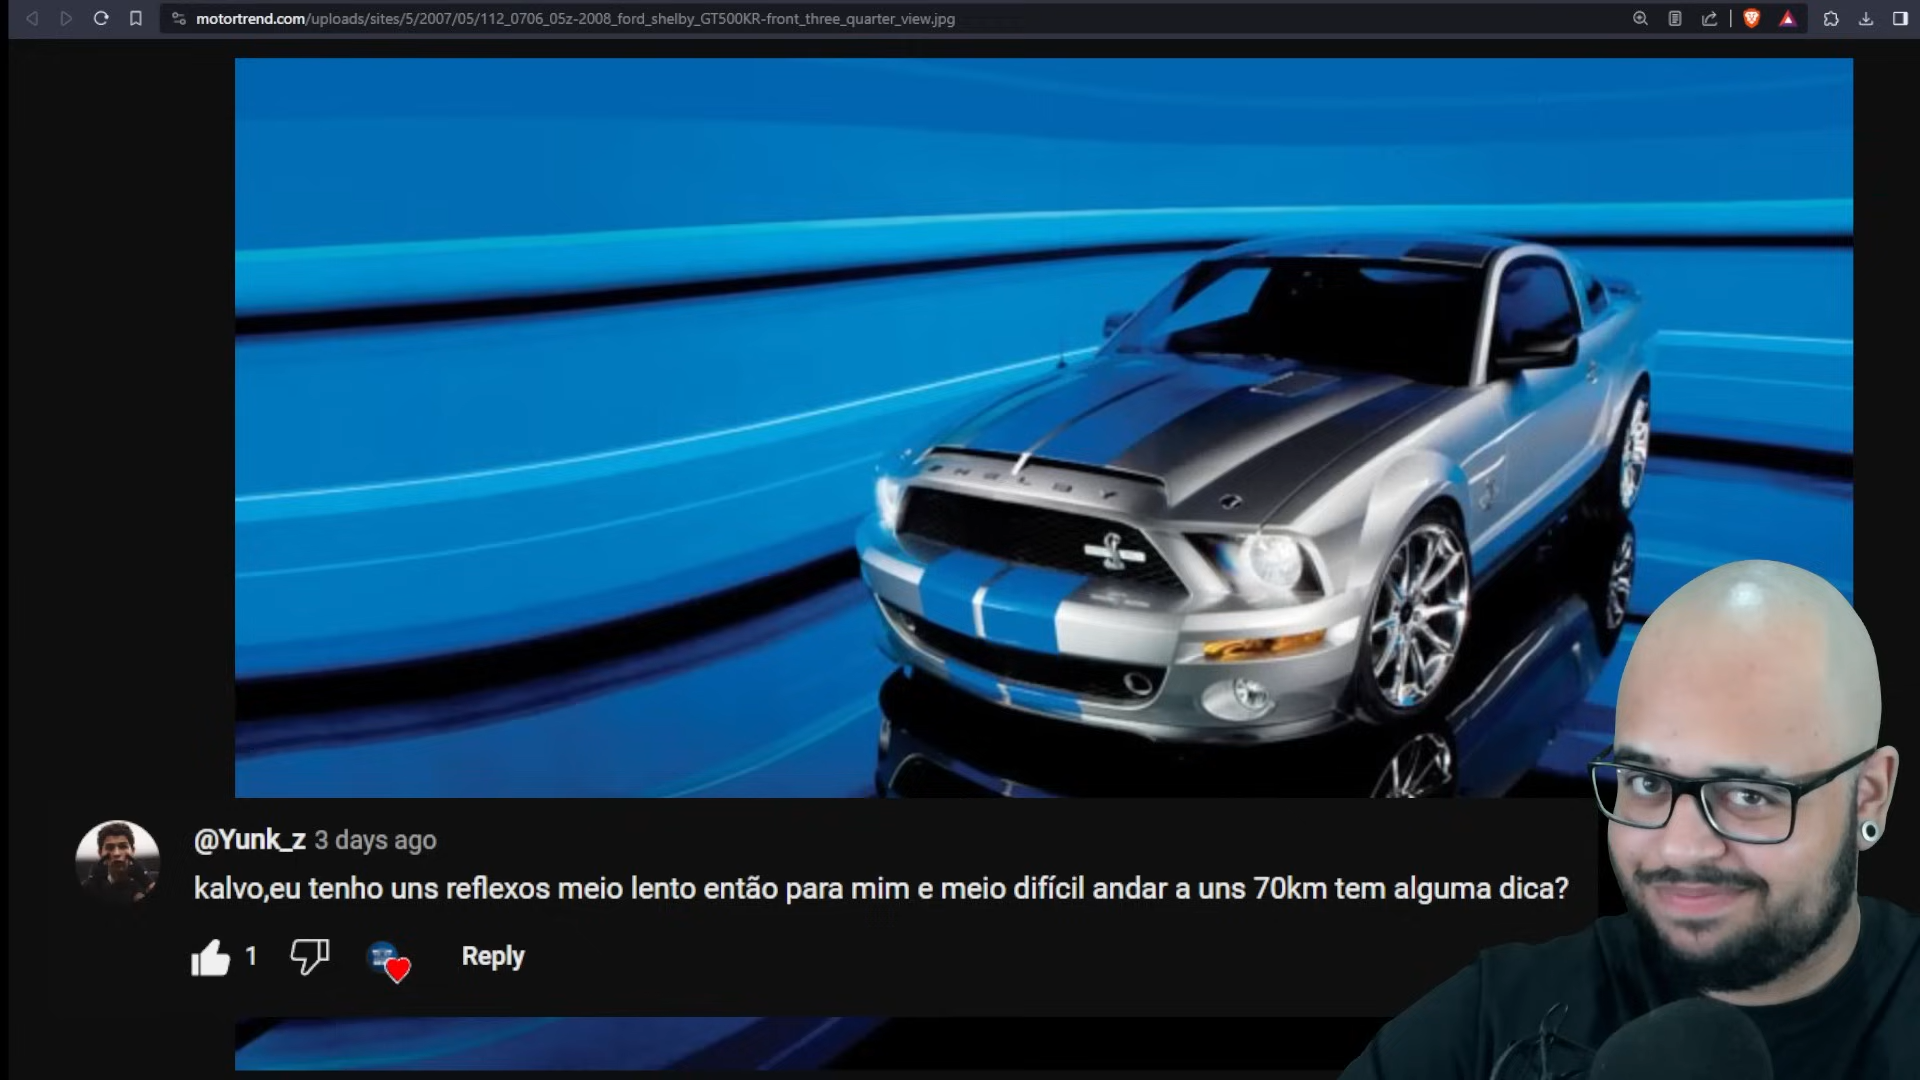 motortrend.com/uploads/sites/5/2007/05/112_0706_05z-2008_ford_shelby_GT500KR-front_three_quarter_view.jpg
SHELBY
@Yunk_z 3 days ago
kalvo,eu tenho uns reflexos meio lento então para mim e meio difícil andar a uns 70km tem alguma dica?
1
Reply